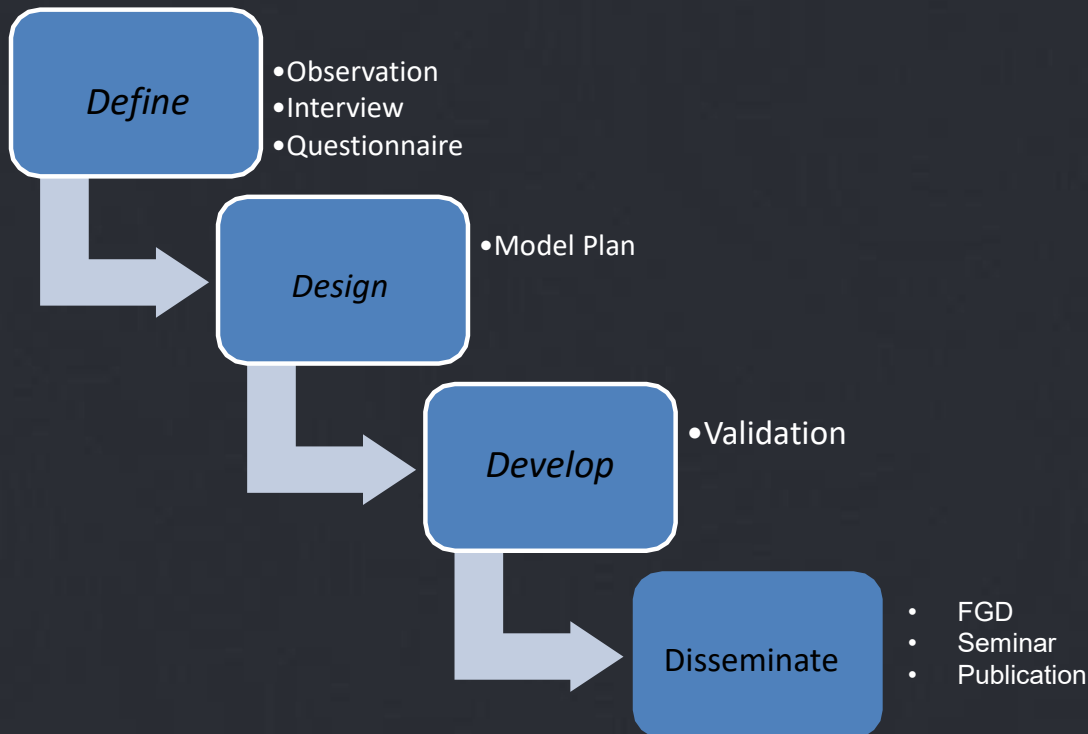 Define
•Observation
•Interview
•Questionnaire
Design
•Model Plan
Develop
•Validation
Disseminate
• FGD
• Seminar
• Publication